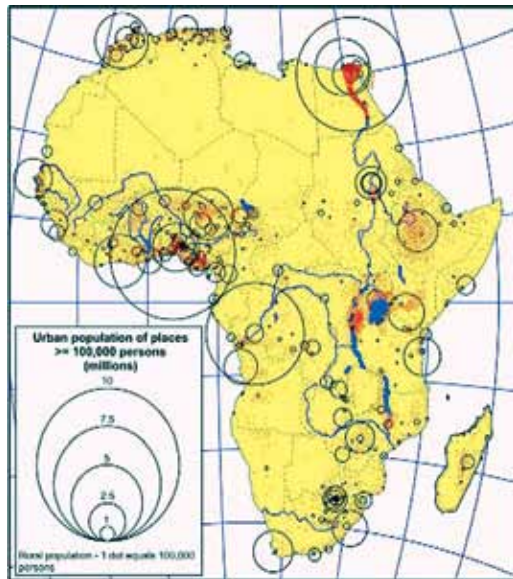 Urban population of places
>= 100,000 persons
(millions)
10
7.5
5
2.5
1
Rural population - 1 dot equals 100,000
persons